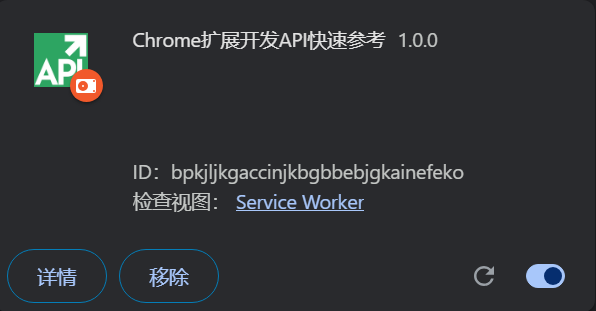 API
Chrome扩展开发API快速参考 1.0.0
ID：bpkjljkgaccinjkbgbbebjgkainefeko
检查视图： Service Worker
详情 移除